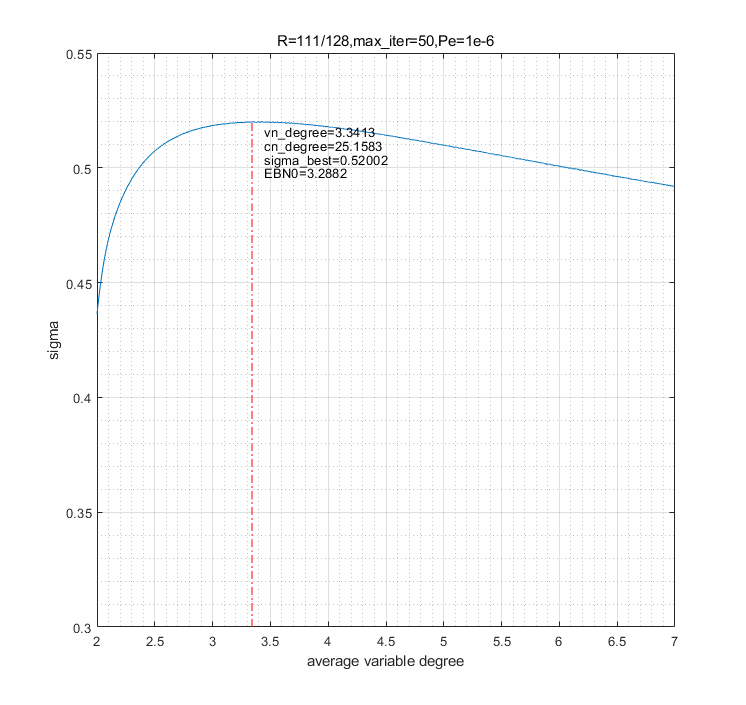 R=111/128,max_iter=50,Pe=1e-6
0.55
0.5
0.45
0.4
0.35
0.3
sigma
vn_degree=3.3413
cn_degree=25.1583
sigma_best=0.52002
EBN0=3.2882
2 2.5 3 3.5 4 4.5 5 5.5 6 6.5 7
average variable degree